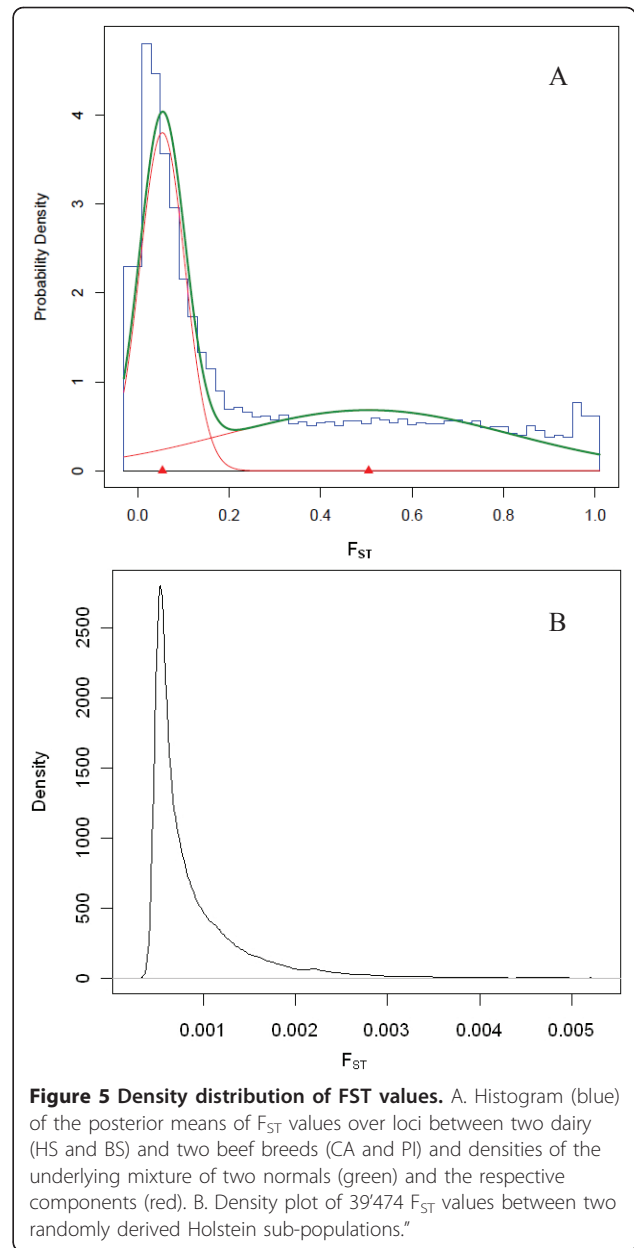 A
4
3
2
1
0
Probability Density
0.0 0.2 0.4 0.6 0.8 1.0
FST
B
2500
2000
1500
1000
500
0
Density
0.001 0.002 0.003 0.004 0.005
FST
Figure 5 Density distribution of FST values. A. Histogram (blue)
of the posterior means of FST values over loci between two dairy
(HS and BS) and two beef breeds (CA and PI) and densities of the
underlying mixture of two normals (green) and the respective
components (red). B. Density plot of 39'474 FST values between two
randomly derived Holstein sub-populations."